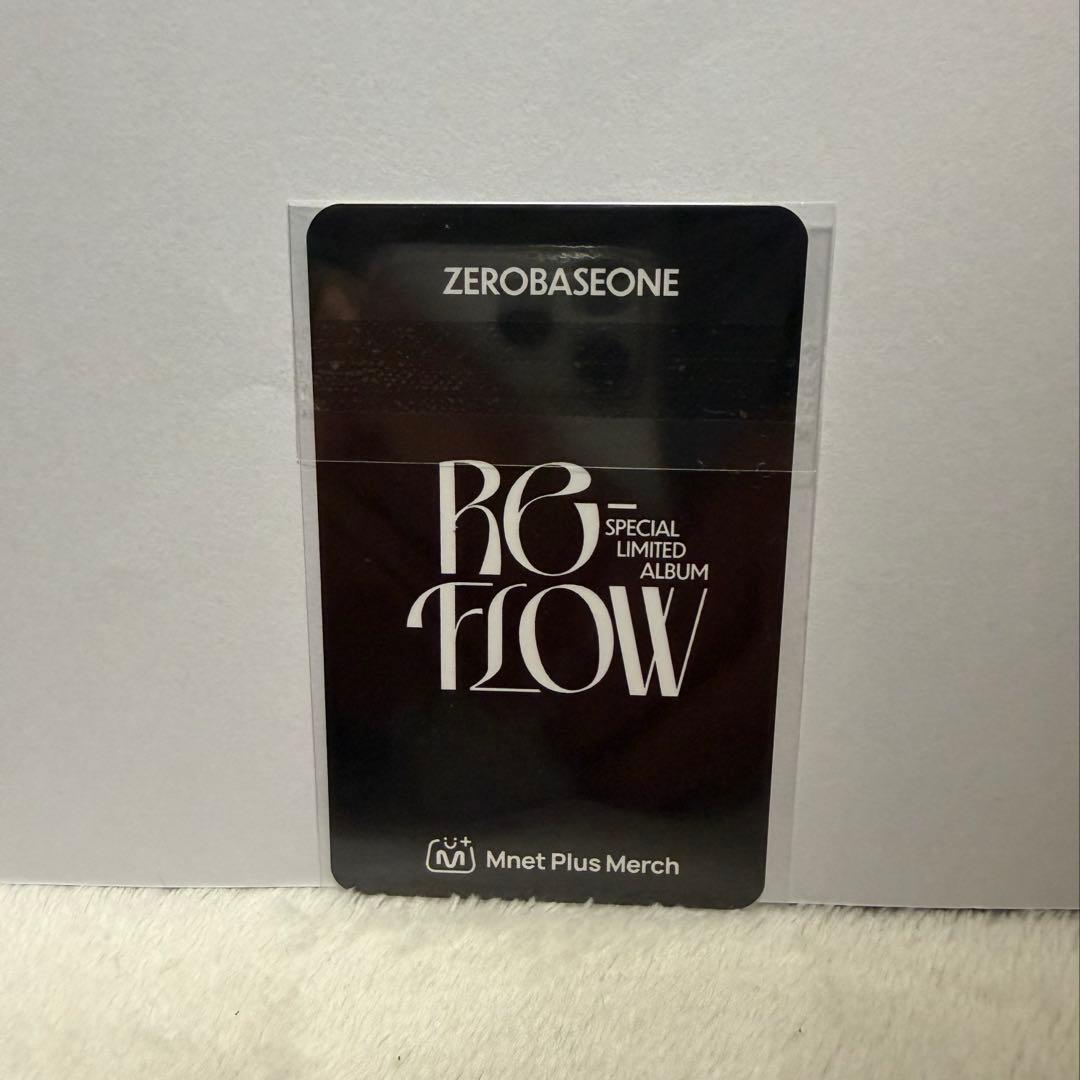 ZEROBASEONE
RE-
SPECIAL
LIMITED
ALBUM
FLOW
Mnet Plus Merch